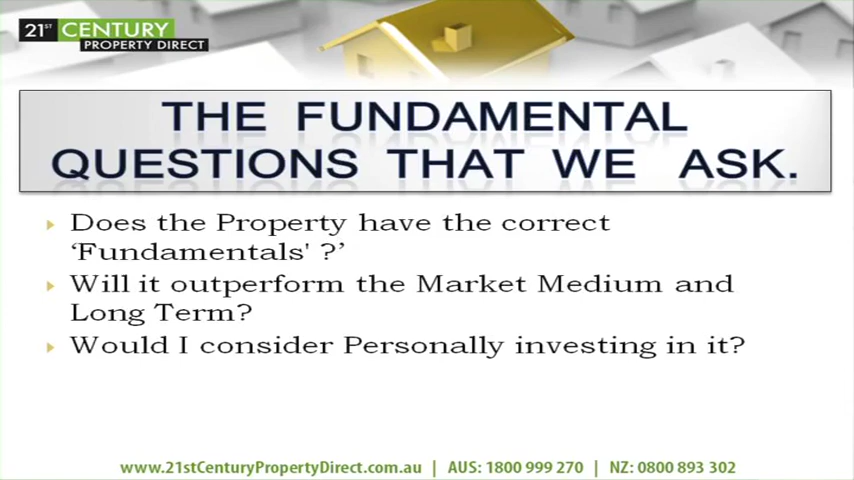 21ST CENTURY
PROPERTY DIRECT
THE FUNDAMENTAL
QUESTIONS THAT WE ASK.
Does the Property have the correct
‘Fundamentals' ?’
Will it outperform the Market Medium and
Long Term?
Would I consider Personally investing in it?
www.21stCenturyPropertyDirect.com.au | AUS: 1800 999 270 | NZ: 0800 893 302